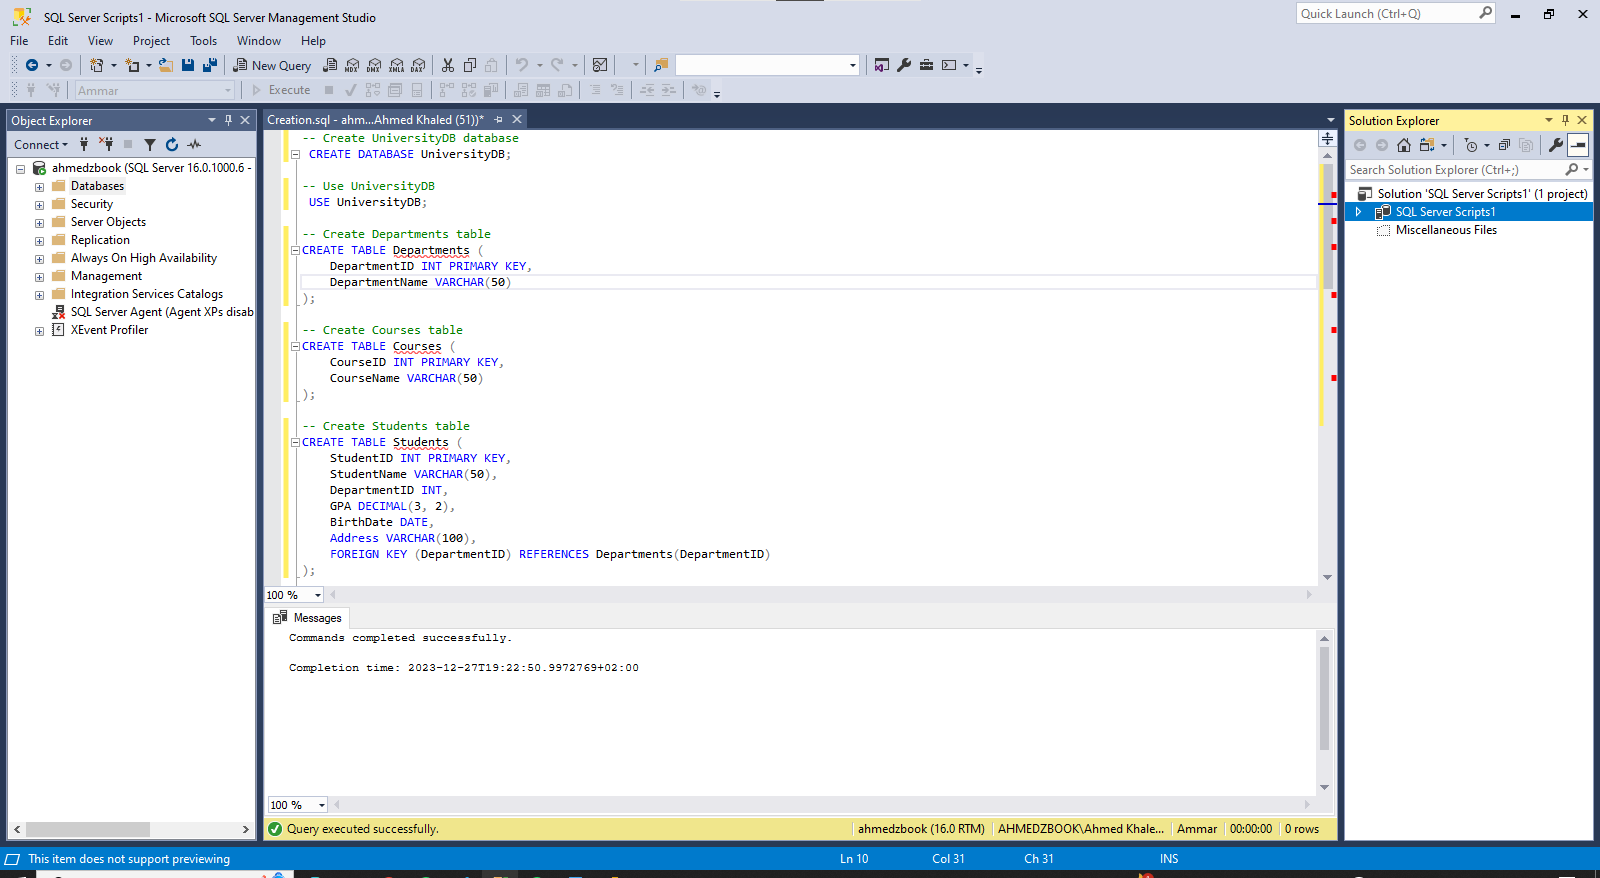 SQL Server Scripts1 - Microsoft SQL Server Management Studio
Quick Launch (Ctrl+Q)
File Edit View Project Tools Window Help
New Query MDX DMX XMLA DAX
Ammar Execute
Object Explorer
Connect
ahmedzbook (SQL Server 16.0.1000.6 -
Databases
Security
Server Objects
Replication
Always On High Availability
Management
Integration Services Catalogs
SQL Server Agent (Agent XPs disab
XEvent Profiler
Creation.sql - ahm...Ahmed Khaled (51))*
-- Create UniversityDB database
CREATE DATABASE UniversityDB;
-- Use UniversityDB
USE UniversityDB;
-- Create Departments table
CREATE TABLE Departments (
DepartmentID INT PRIMARY KEY,
DepartmentName VARCHAR(50)
);
-- Create Courses table
CREATE TABLE Courses (
CourseID INT PRIMARY KEY,
CourseName VARCHAR(50)
);
-- Create Students table
CREATE TABLE Students (
StudentID INT PRIMARY KEY,
StudentName VARCHAR(50),
DepartmentID INT,
GPA DECIMAL(3, 2),
BirthDate DATE,
Address VARCHAR(100),
FOREIGN KEY (DepartmentID) REFERENCES Departments(DepartmentID)
);
100 %
Messages
Commands completed successfully.
Completion time: 2023-12-27T19:22:50.9972769+02:00
100 %
Query executed successfully. ahmedzbook (16.0 RTM) AHMEDZBOOK\Ahmed Khale... Ammar 00:00:00 0 rows
Solution Explorer
Search Solution Explorer (Ctrl+;)
Solution 'SQL Server Scripts1' (1 project)
SQL Server Scripts1
Miscellaneous Files
This item does not support previewing Ln 10 Col 31 Ch 31 INS